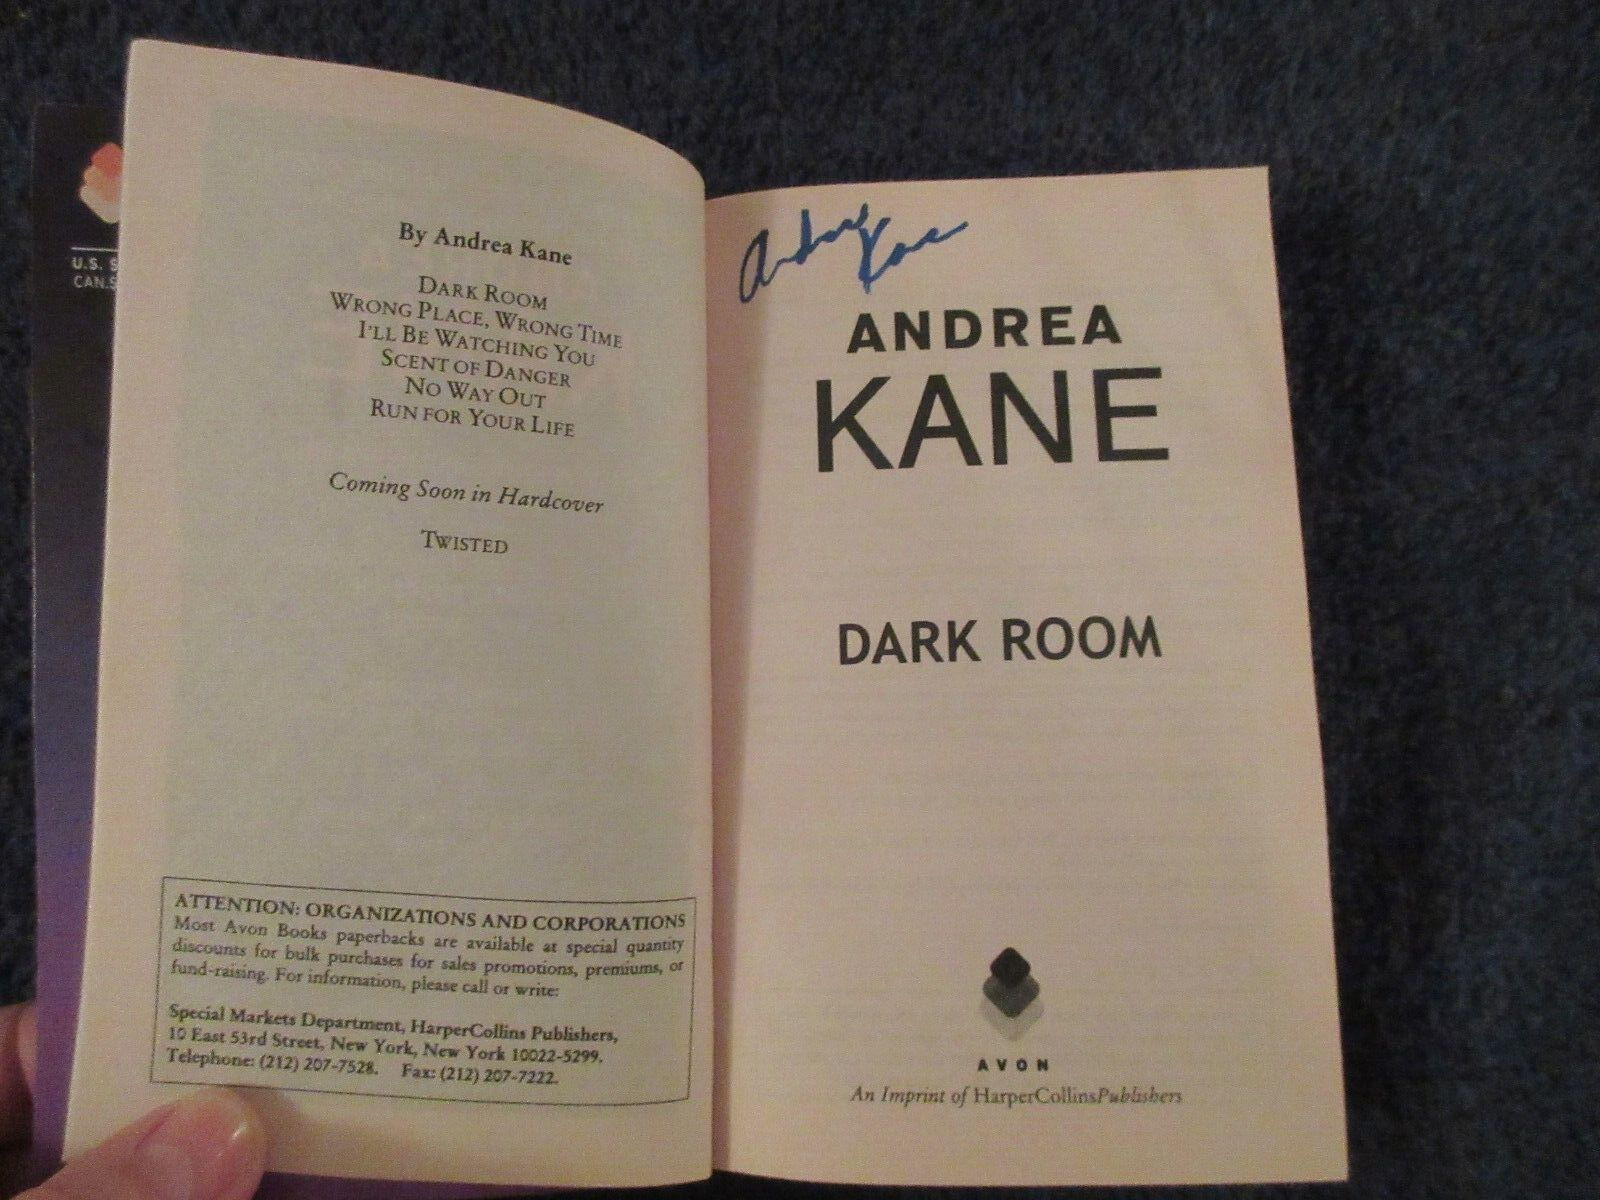 U.S. $
CAN.$
By Andrea Kane
DARK ROOM
WRONG PLACE, WRONG TIME
I'LL BE WATCHING YOU
SCENT OF DANGER
NO WAY OUT
RUN FOR YOUR LIFE
Coming Soon in Hardcover
TWISTED
ATTENTION: ORGANIZATIONS AND CORPORATIONS
Most Avon Books paperbacks are available at special quantity
discounts for bulk purchases for sales promotions, premiums, or
fund-raising. For information, please call or write:
Special Markets Department, HarperCollins Publishers,
10 East 53rd Street, New York, New York 10022-5299.
Telephone: (212) 207-7528. Fax: (212) 207-7222.
Andrea Kane
ANDREA
KANE
DARK ROOM
AVON
An Imprint of HarperCollinsPublishers